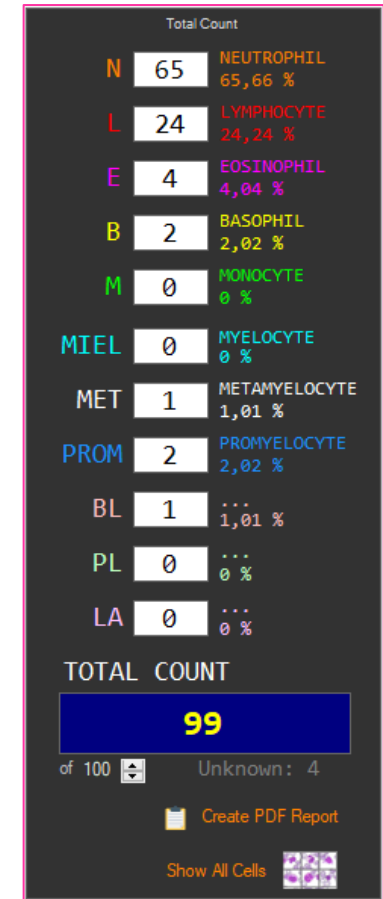 Total Count
N 65 NEUTROPHIL
65,66 %
L 24 LYMPHOCYTE
24,24 %
E 4 EOSINOPHIL
4,04 %
B 2 BASOPHIL
2,02 %
M 0 MONOCYTE
0 %
MIEL 0 MYELOCYTE
0 %
MET 1 METAMYELOCYTE
1,01 %
PROM 2 PROMYELOCYTE
2,02 %
BL 1 ...
1,01 %
PL 0 ...
0 %
LA 0 ...
0 %
TOTAL COUNT
99
of 100 Unknown: 4
Create PDF Report
Show All Cells